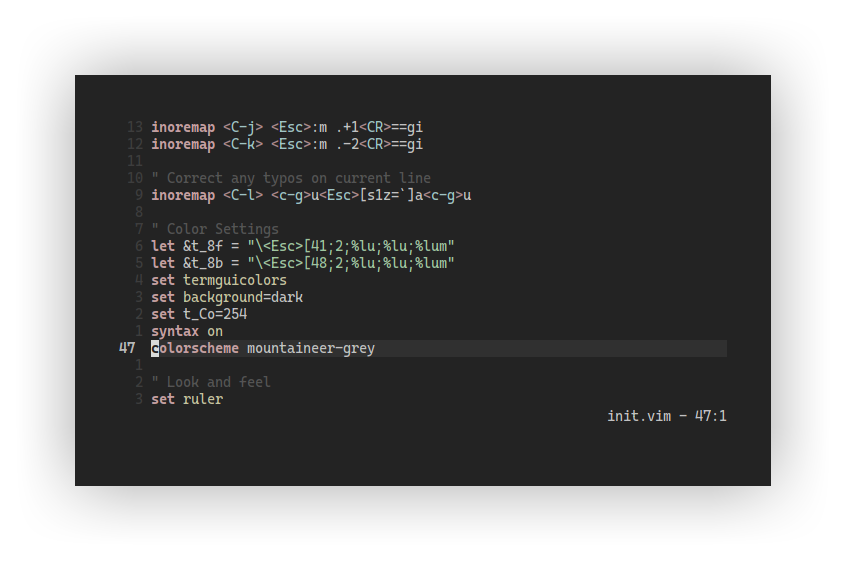 13 inoremap <C-j> <Esc>:m .+1<CR>==gi
12 inoremap <C-k> <Esc>:m .-2<CR>==gi
11
10 " Correct any typos on current line
9 inoremap <C-l> <c-g>u<Esc>[s1z=`]a<c-g>u
8
7 " Color Settings
6 let &t_8f = "\<Esc>[41;2;%lu;%lu;%lum"
5 let &t_8b = "\<Esc>[48;2;%lu;%lu;%lum"
4 set termguicolors
3 set background=dark
2 set t_Co=254
1 syntax on
47 colorscheme mountaineer-grey
1
2 " Look and feel
3 set ruler
init.vim - 47:1